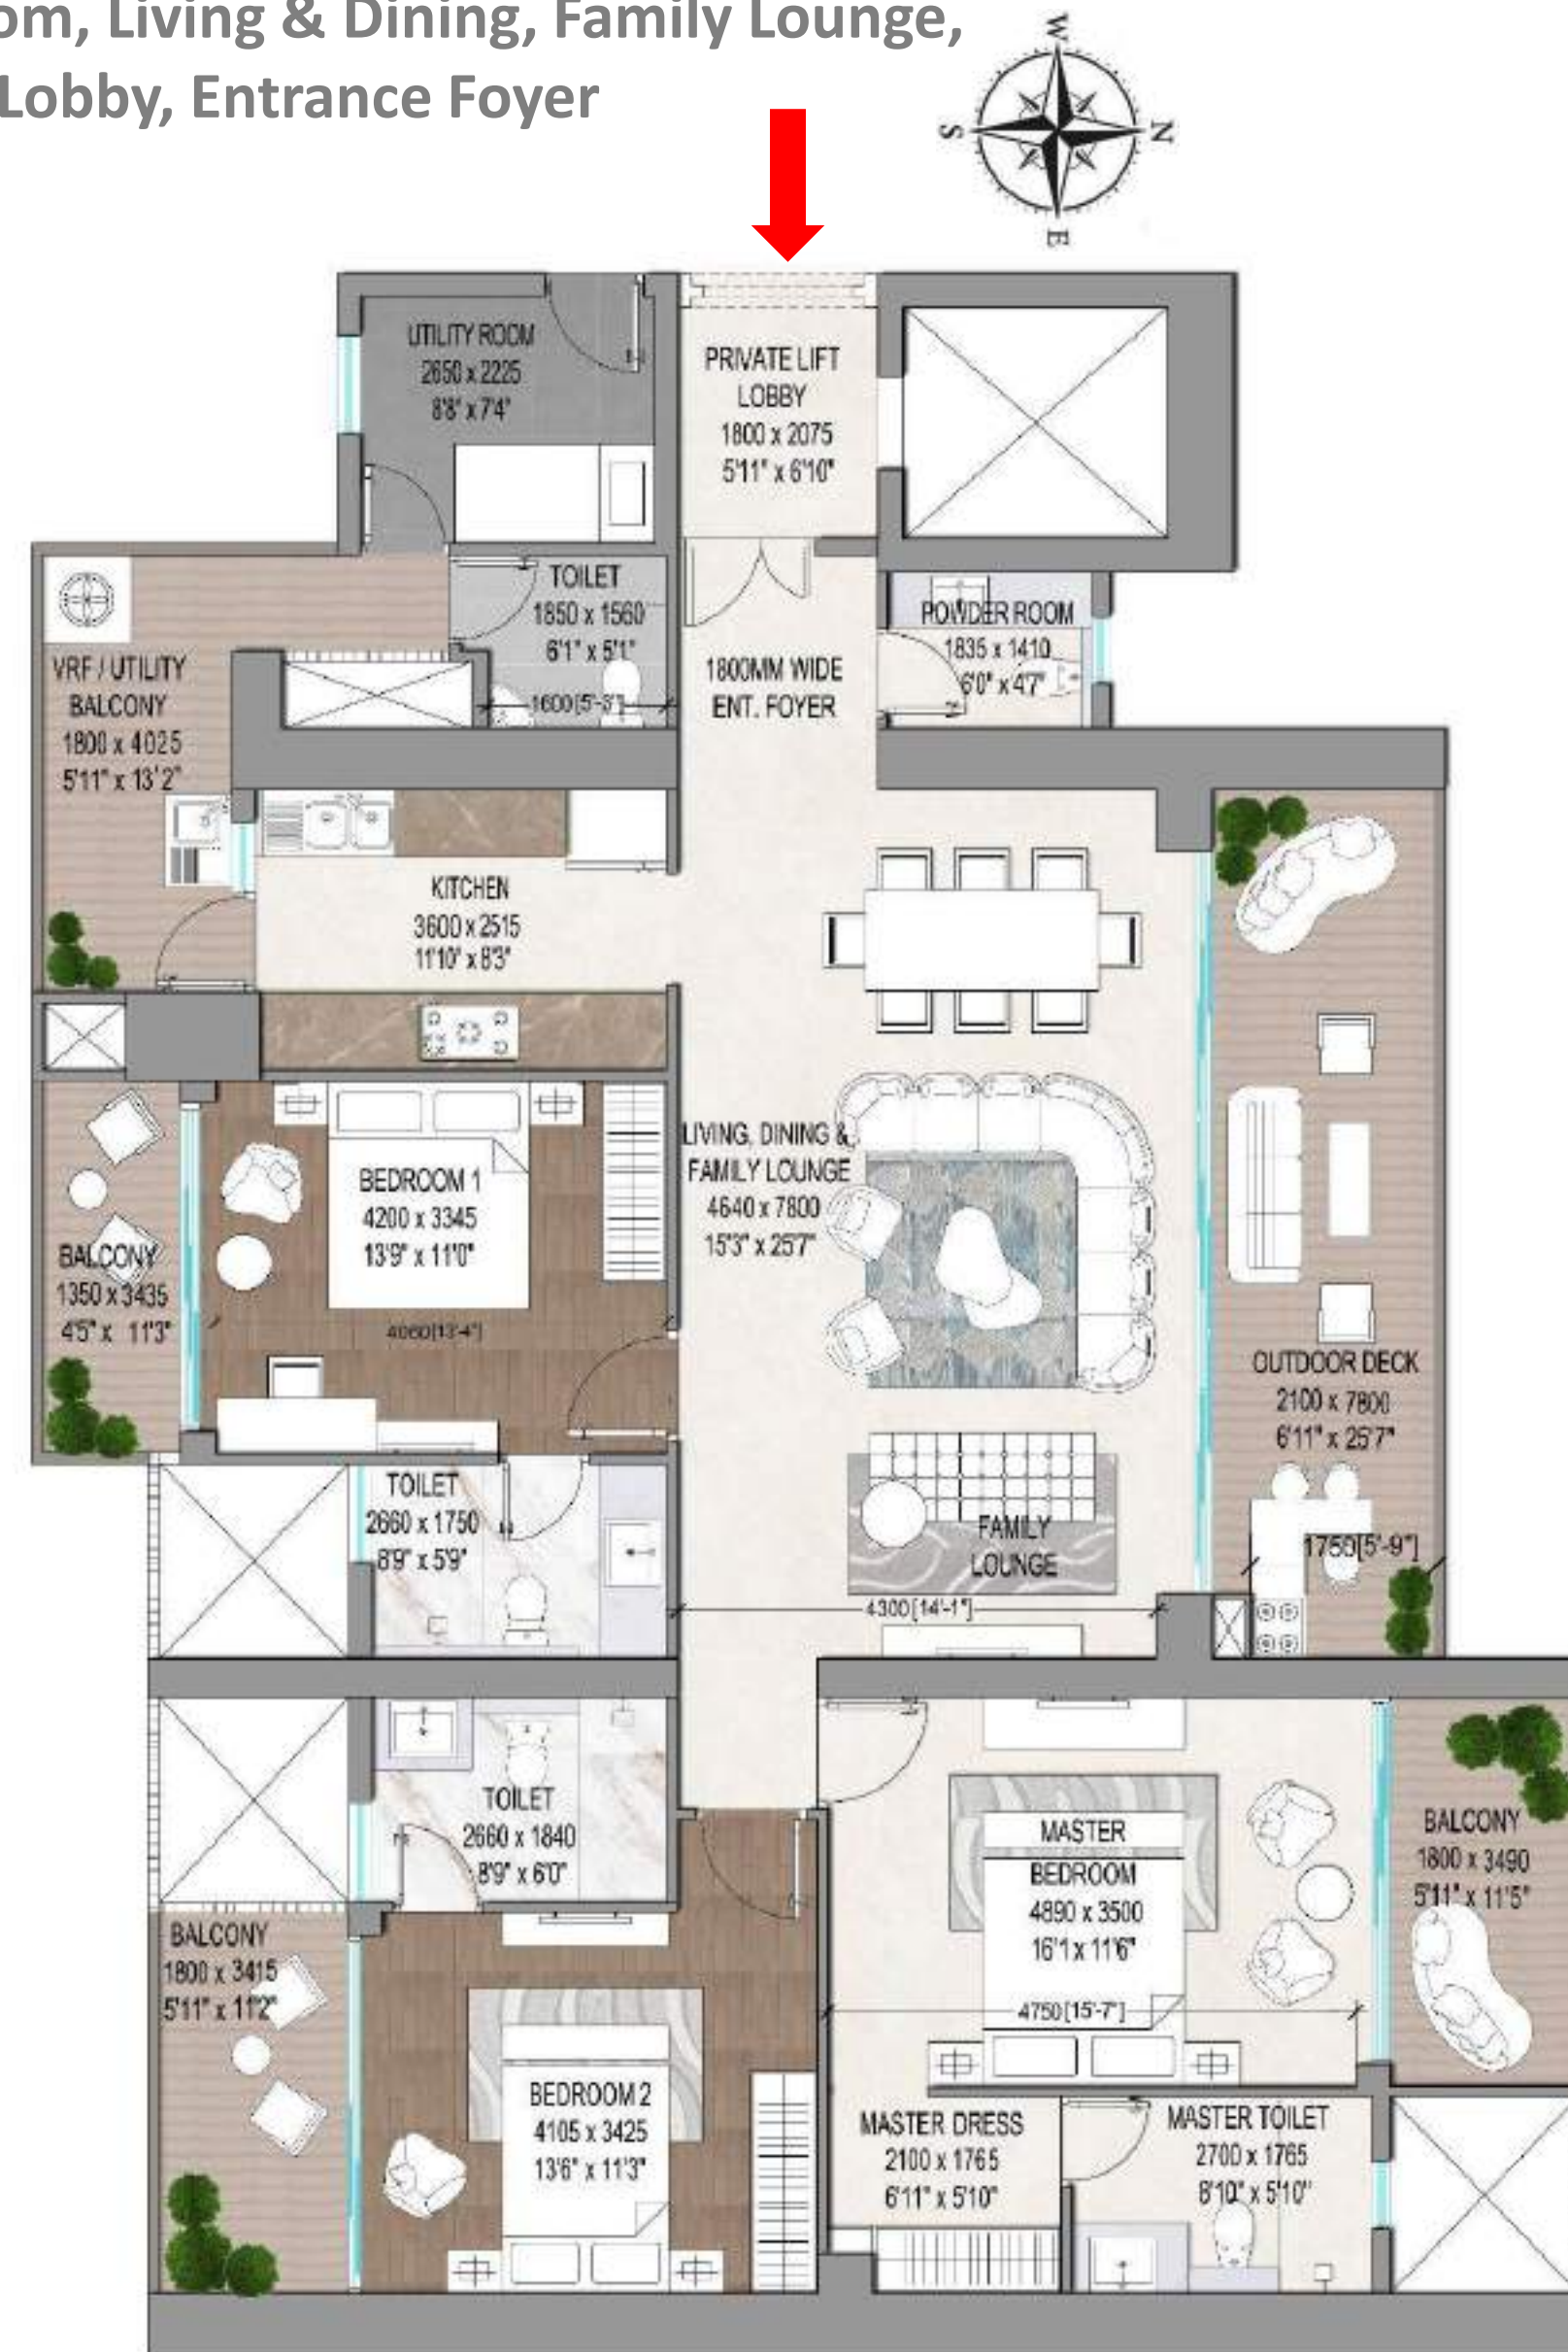 om, Living & Dining, Family Lounge,
Lobby, Entrance Foyer
W
S
N
E
UTILITY ROOM
2650 x 2225
8'8" x 7'4"
PRIVATE LIFT
LOBBY
1800 x 2075
5'11" x 6'10"
TOILET
1850 x 1560
6'1" x 5'1"
1600[5'-3"]
1800MM WIDE
ENT. FOYER
POWDER ROOM
1835 x 1410
6'0" x 4'7"
VRF / UTILITY
BALCONY
1800 x 4025
5'11" x 13'2"
KITCHEN
3600 x 2515
11'10" x 8'3"
BEDROOM 1
4200 x 3345
13'9" x 11'0"
4060[13'-4"]
BALCONY
1350 x 3435
4'5" x 11'3"
LIVING, DINING &
FAMILY LOUNGE
4640 x 7800
15'3" x 25'7"
OUTDOOR DECK
2100 x 7800
6'11" x 25'7"
1750[5'-9"]
TOILET
2660 x 1750
8'9" x 5'9"
FAMILY
LOUNGE
4300[14'-1"]
TOILET
2660 x 1840
8'9" x 6'0"
MASTER
BEDROOM
4890 x 3500
16'1 x 11'6"
4750[15'-7"]
BALCONY
1800 x 3490
5'11" x 11'5"
BALCONY
1800 x 3415
5'11" x 11'2"
BEDROOM 2
4105 x 3425
13'6" x 11'3"
MASTER DRESS
2100 x 1765
6'11" x 5'10"
MASTER TOILET
2700 x 1765
8'10" x 5'10"